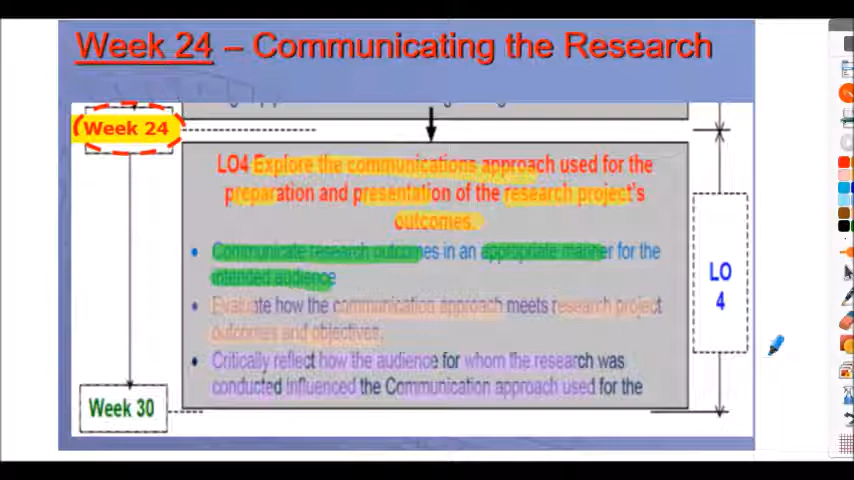 Week 24 – Communicating the Research
Week 24
LO4 Explore the communications approach used for the
preparation and presentation of the research project's
outcomes.
• Communicate research outcomes in an appropriate manner for the
intended audience
• Evaluate how the communication approach meets research project
outcomes and objectives.
• Critically reflect how the audience for whom the research was
conducted influenced the Communication approach used for the
LO
4
Week 30